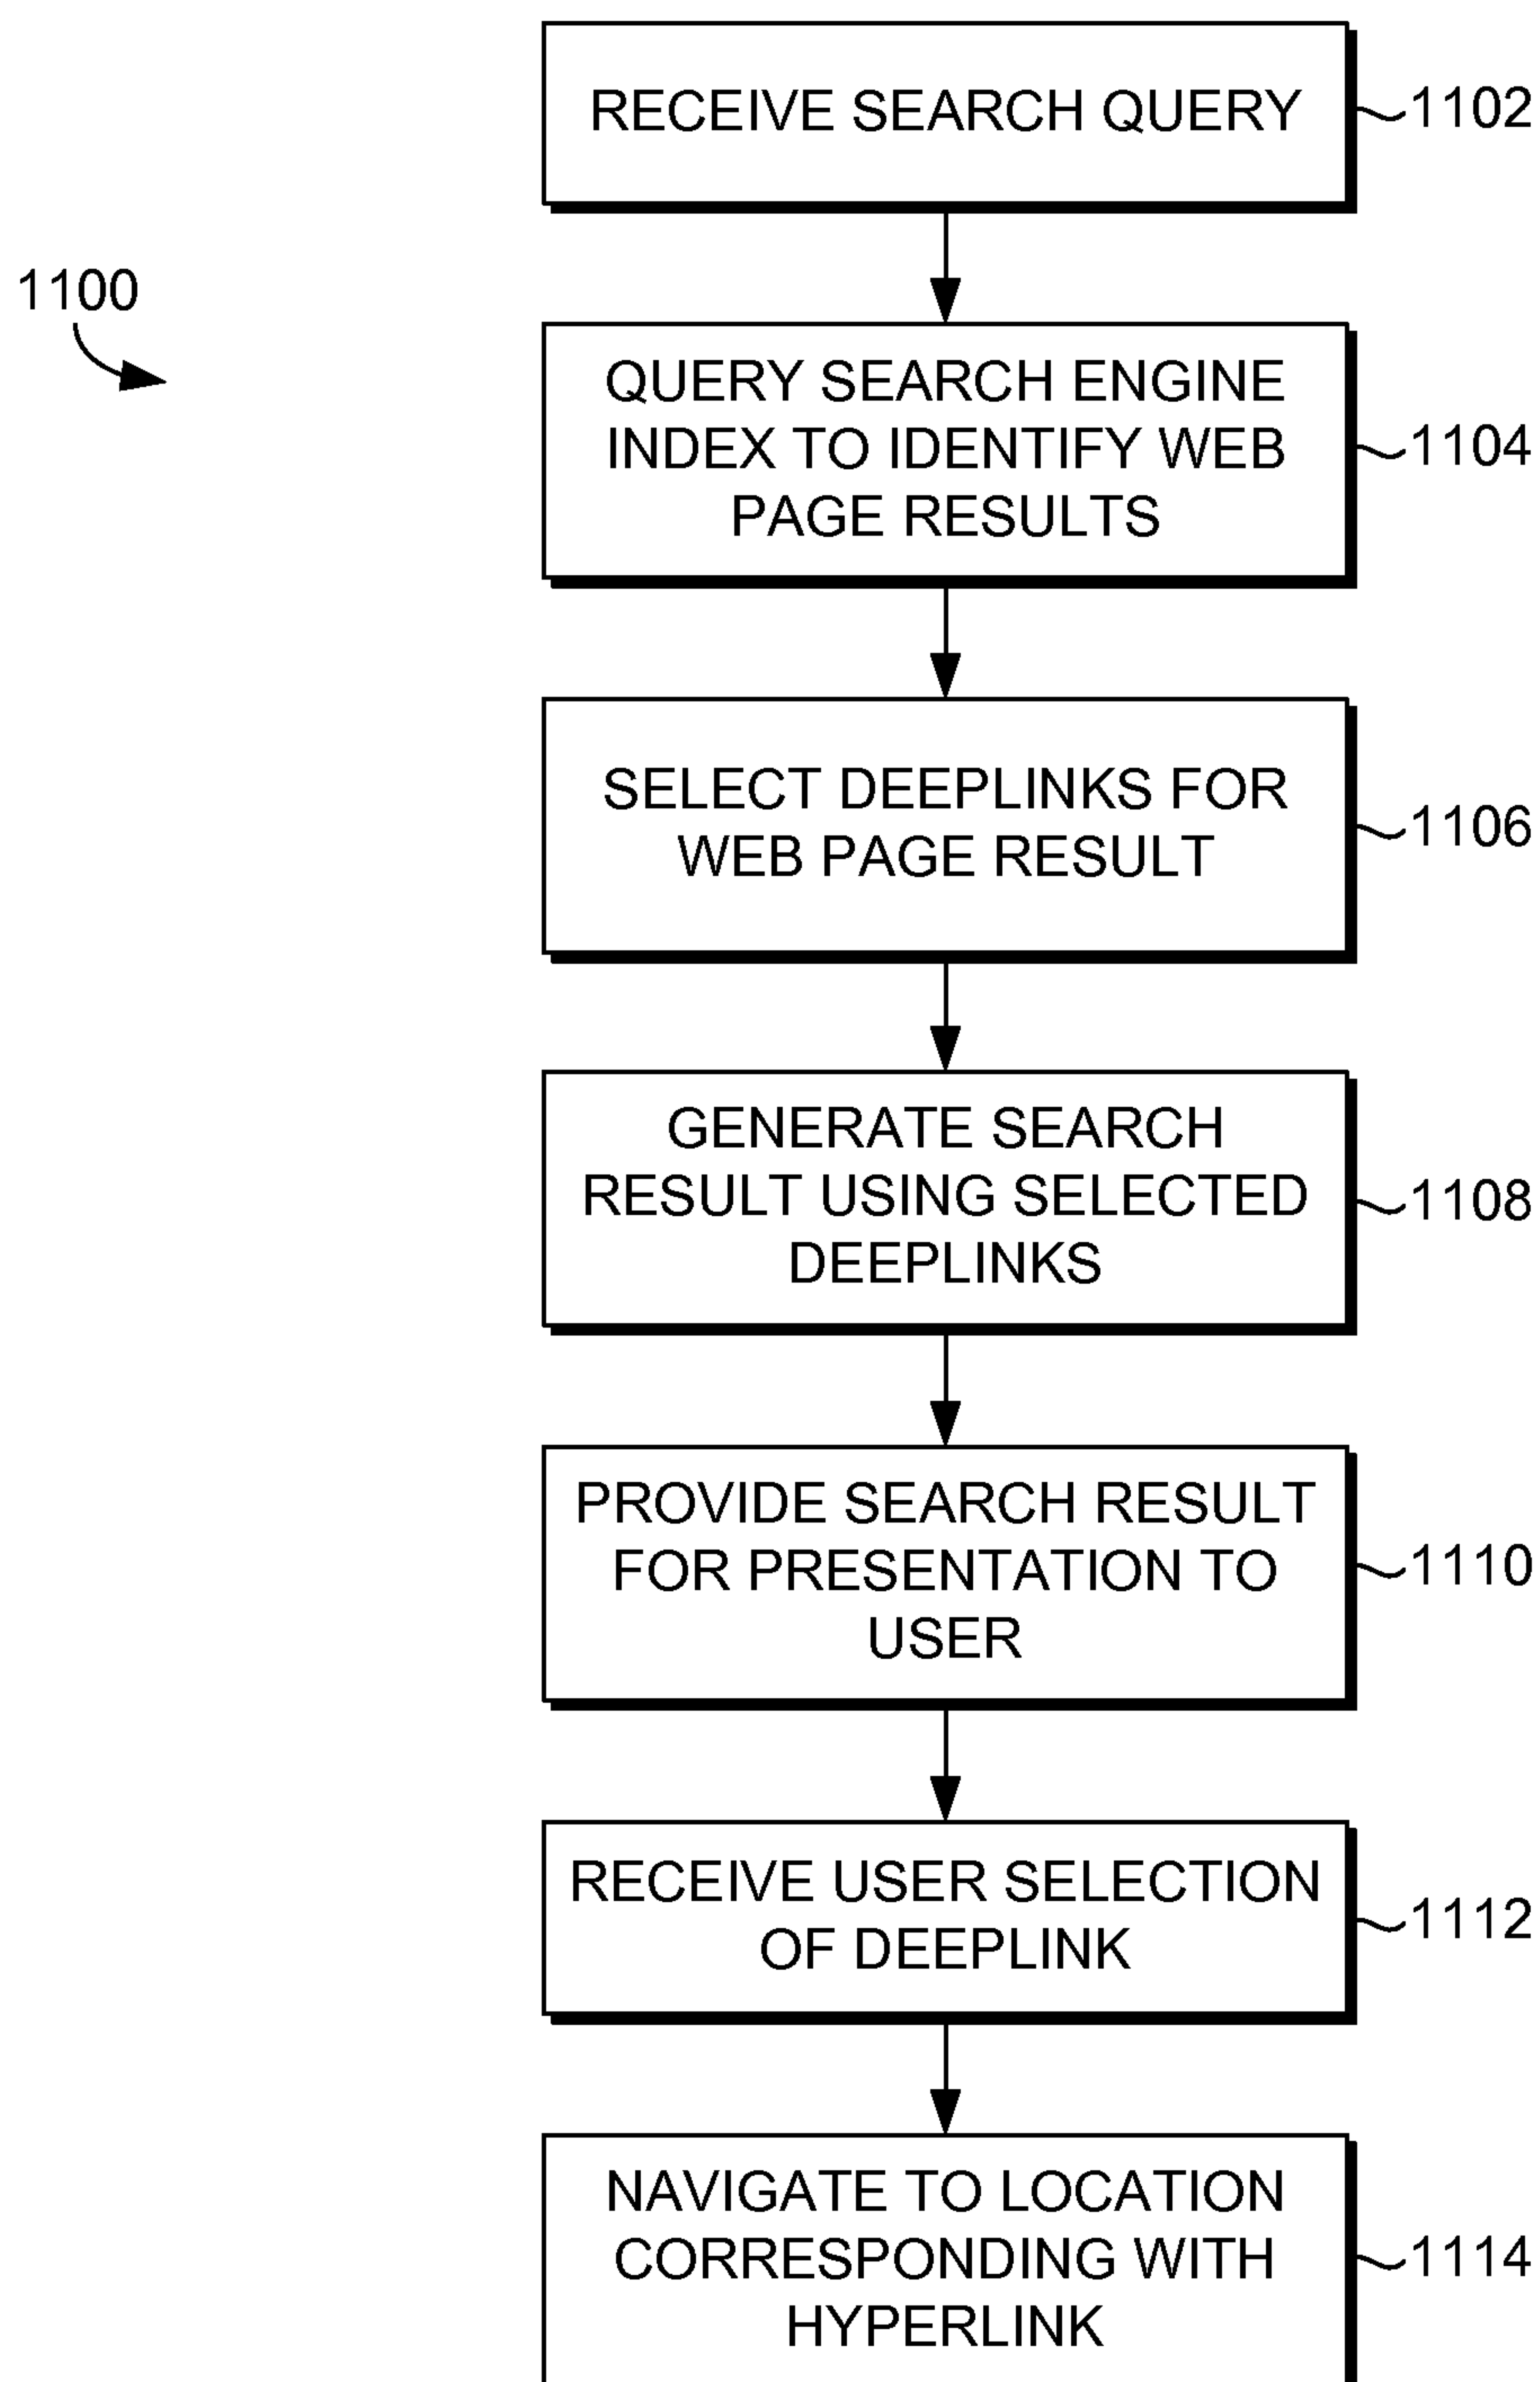 RECEIVE SEARCH QUERY
1102
1100
QUERY SEARCH ENGINE
INDEX TO IDENTIFY WEB
PAGE RESULTS
1104
SELECT DEEPLINKS FOR
WEB PAGE RESULT
1106
GENERATE SEARCH
RESULT USING SELECTED
DEEPLINKS
1108
PROVIDE SEARCH RESULT
FOR PRESENTATION TO
USER
1110
RECEIVE USER SELECTION
OF DEEPLINK
1112
NAVIGATE TO LOCATION
CORRESPONDING WITH
HYPERLINK
1114